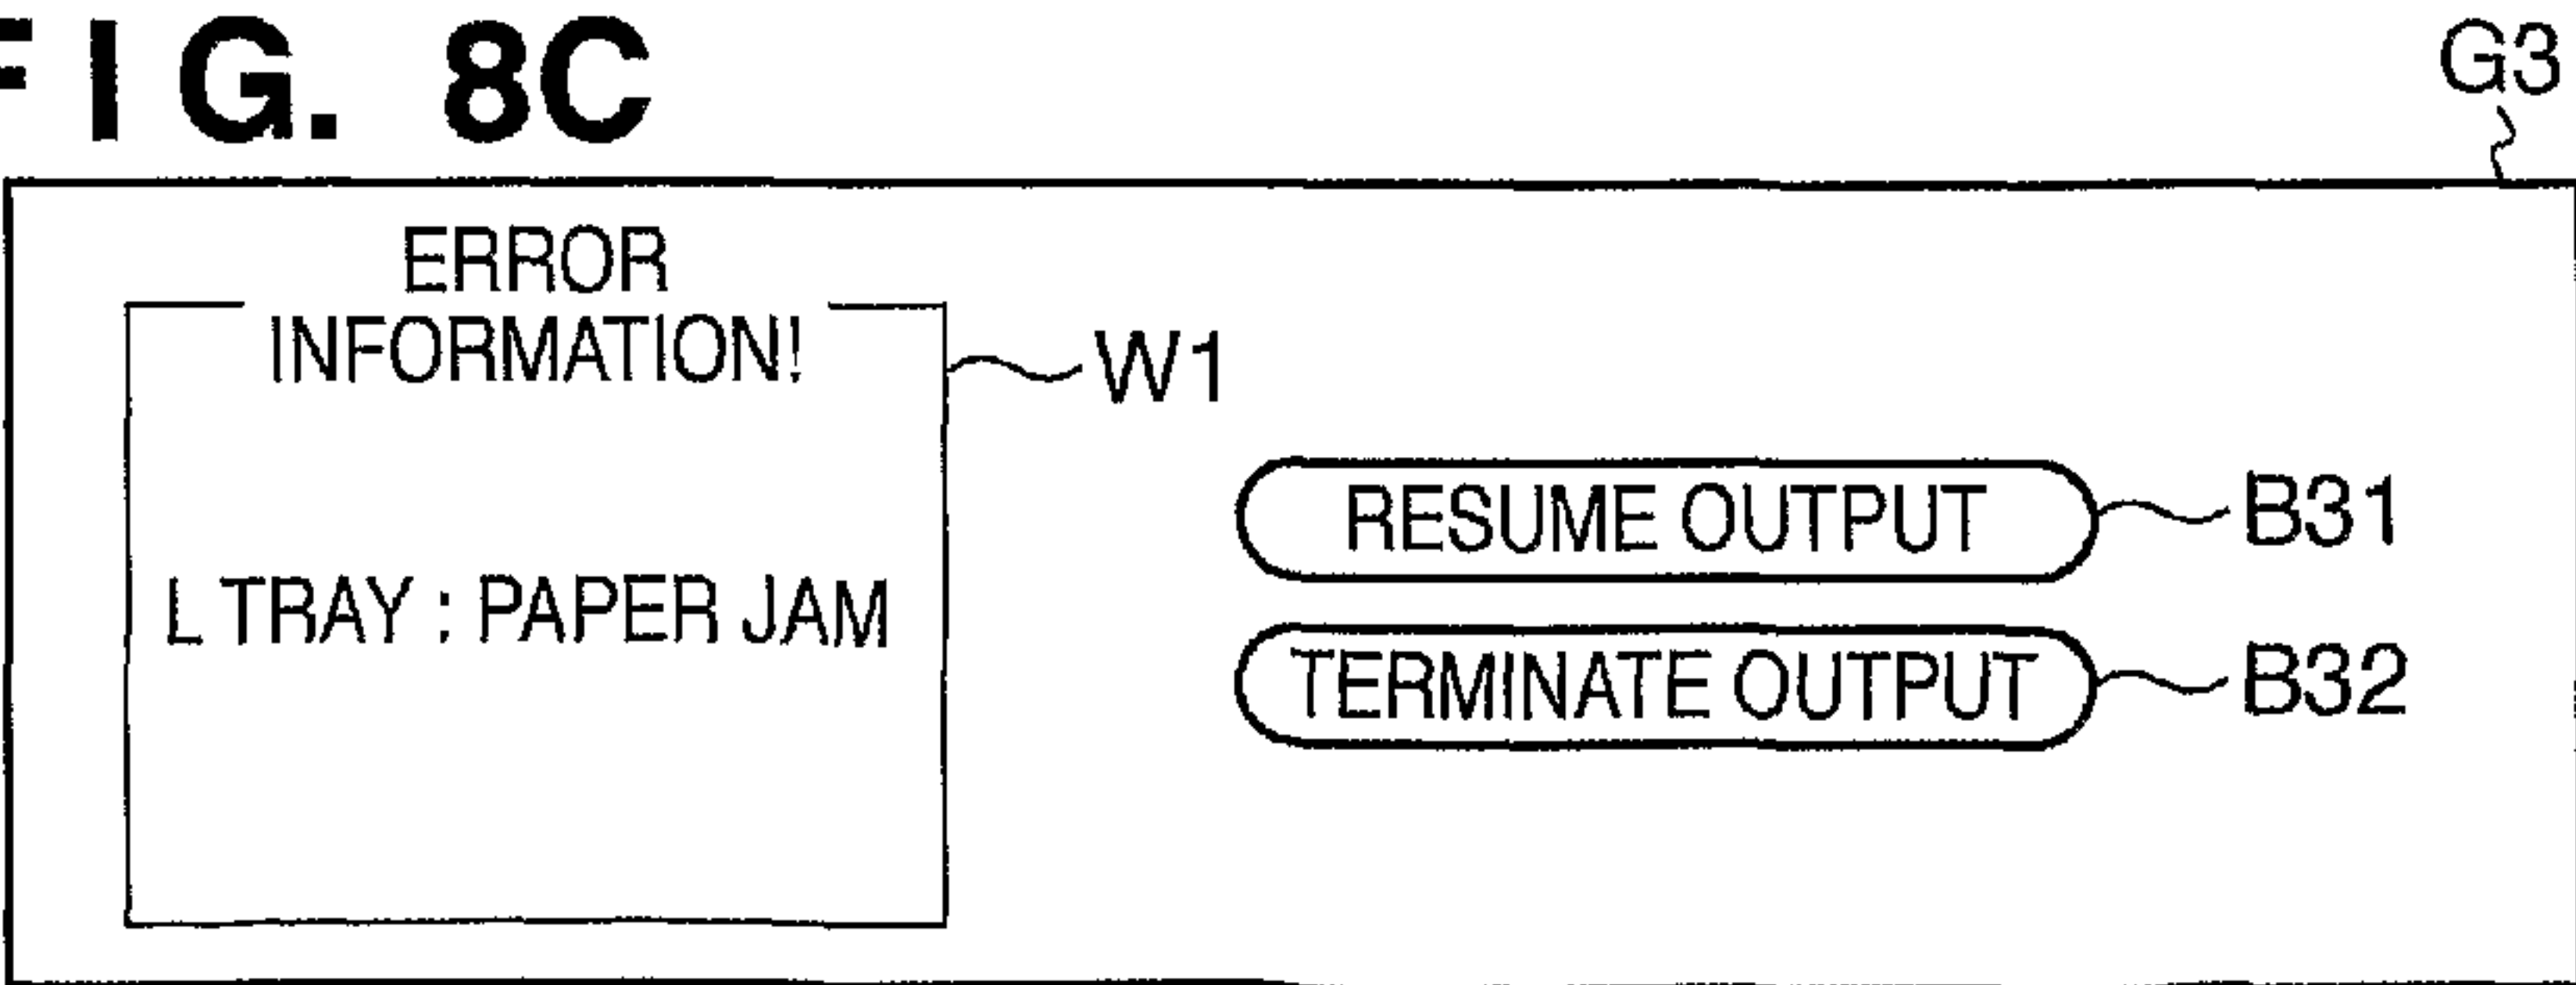 FIG. 8C
G3
ERROR
INFORMATION!
W1
L TRAY : PAPER JAM
RESUME OUTPUT
B31
TERMINATE OUTPUT
B32